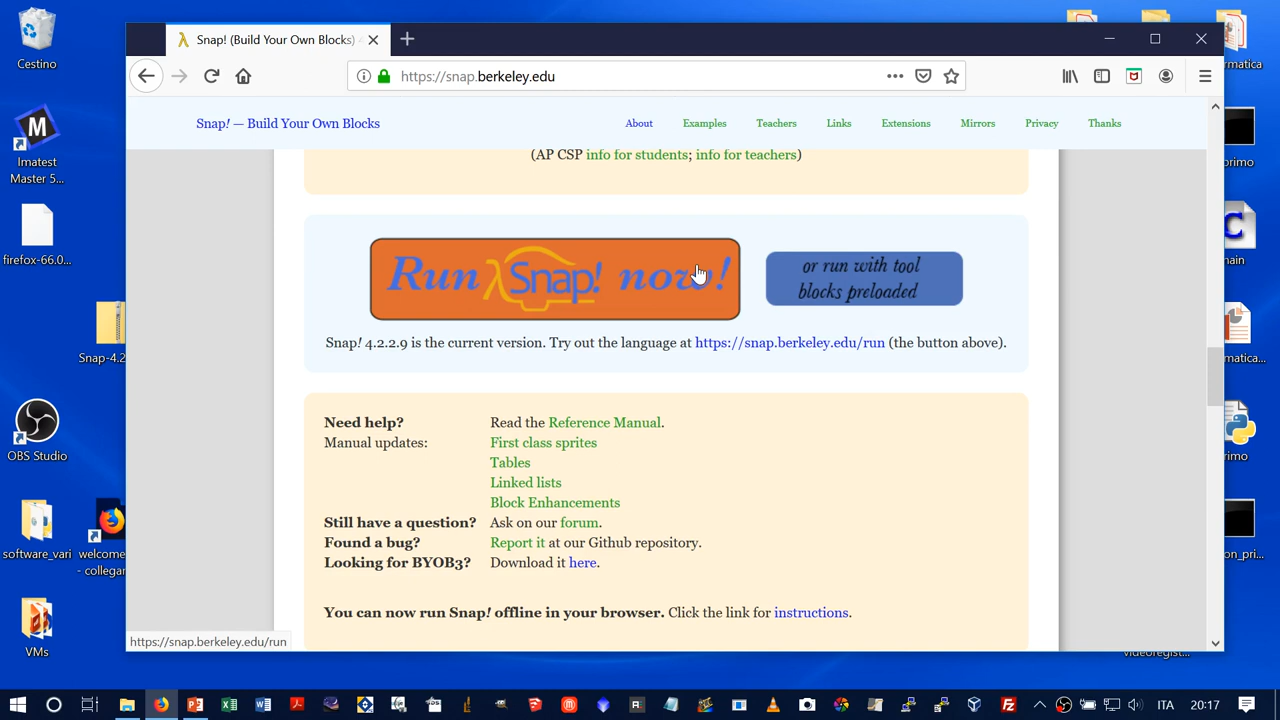 Cestino
Imatest
Master 5...
firefox-66.0...
Snap-4.2
OBS Studio
software_vari
welcome
- collegar
VMs
Snap! (Build Your Own Blocks)
https://snap.berkeley.edu
Snap! — Build Your Own Blocks
About
Examples
Teachers
Links
Extensions
Mirrors
Privacy
Thanks
(AP CSP info for students; info for teachers)
Run Snap! now!
or run with tool
blocks preloaded
Snap! 4.2.2.9 is the current version. Try out the language at https://snap.berkeley.edu/run (the button above).
Need help? Read the Reference Manual.
Manual updates: First class sprites
Tables
Linked lists
Block Enhancements
Still have a question? Ask on our forum.
Found a bug? Report it at our Github repository.
Looking for BYOB3? Download it here.
You can now run Snap! offline in your browser. Click the link for instructions.
https://snap.berkeley.edu/run
ITA
20:17